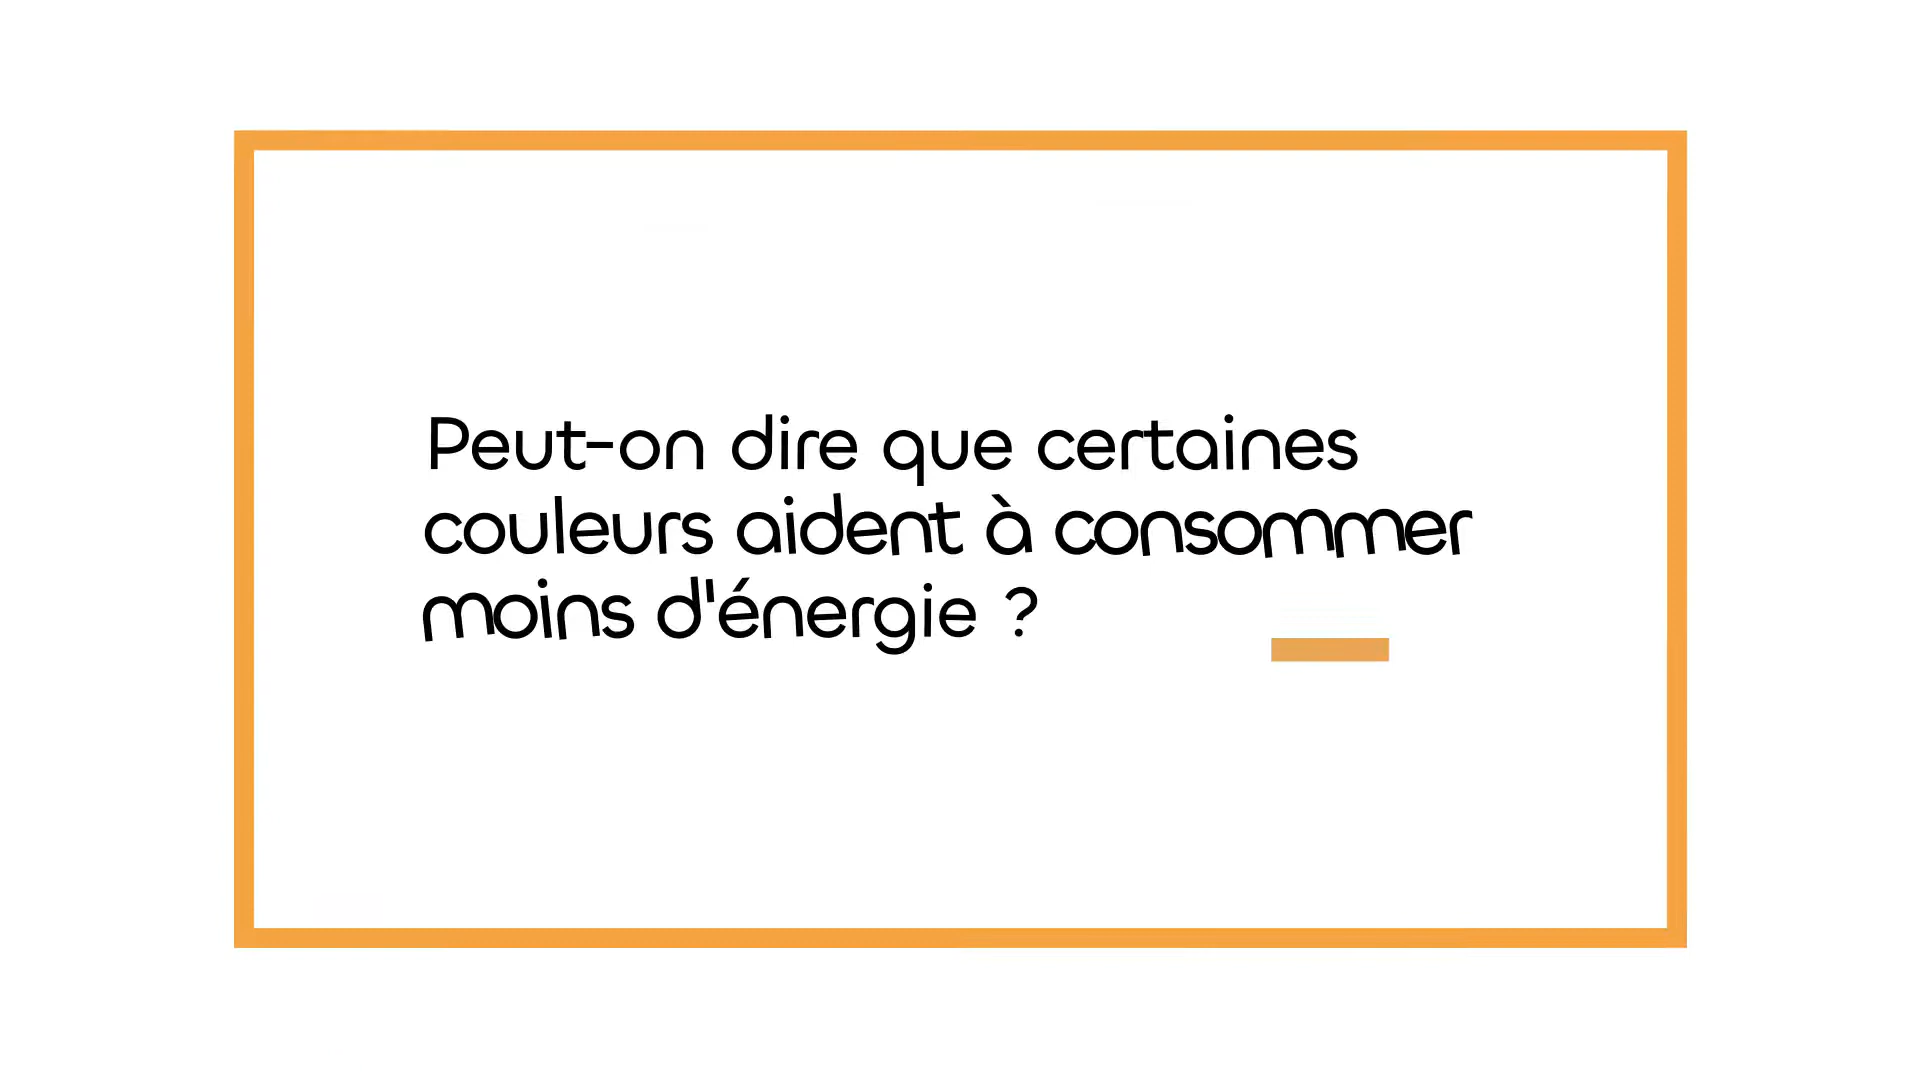 Peut-on dire que certaines
couleurs aident à consommer
moins d'énergie ?